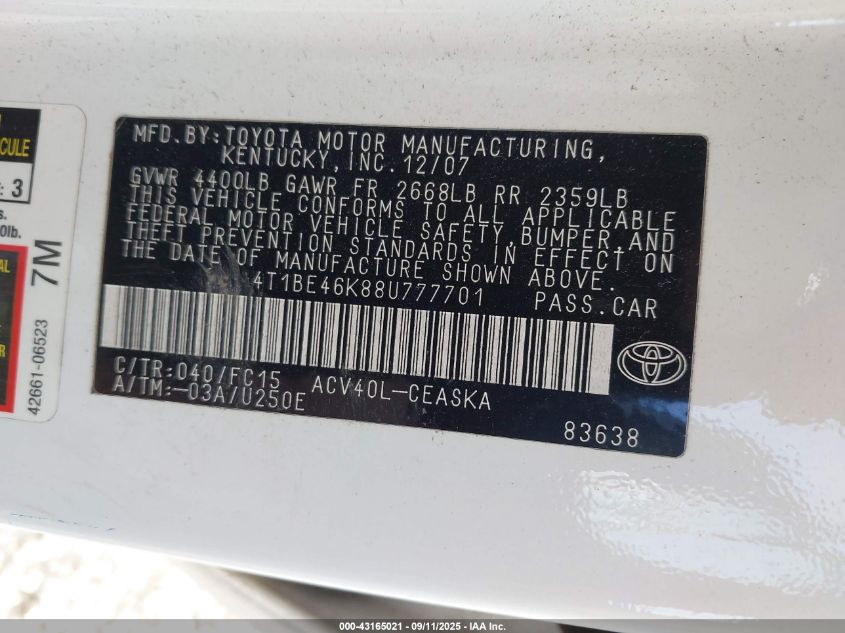 MFD.BY:TOYOTA MOTOR MANUFACTURING,
KENTUCKY,INC.12/07
GVWR 4400LB GAWR FR 2668LB RR 2359LB
THIS VEHICLE CONFORMS TO ALL APPLICABLE
FEDERAL MOTOR VEHICLE SAFETY,BUMPER,AND
THEFT PREVENTION STANDARDS IN EFFECT ON
THE DATE OF MANUFACTURE SHOWN ABOVE.
4T1BE46K88U777701 PASS.CAR
C/TR:040/FC15 ACV40L-CEASKA
A/TM:-03A/U250E
83638
CULE
: 3
s.
0lb.
AL
R
7M
42661-06523
000-43165021 - 09/11/2025 - IAA Inc.